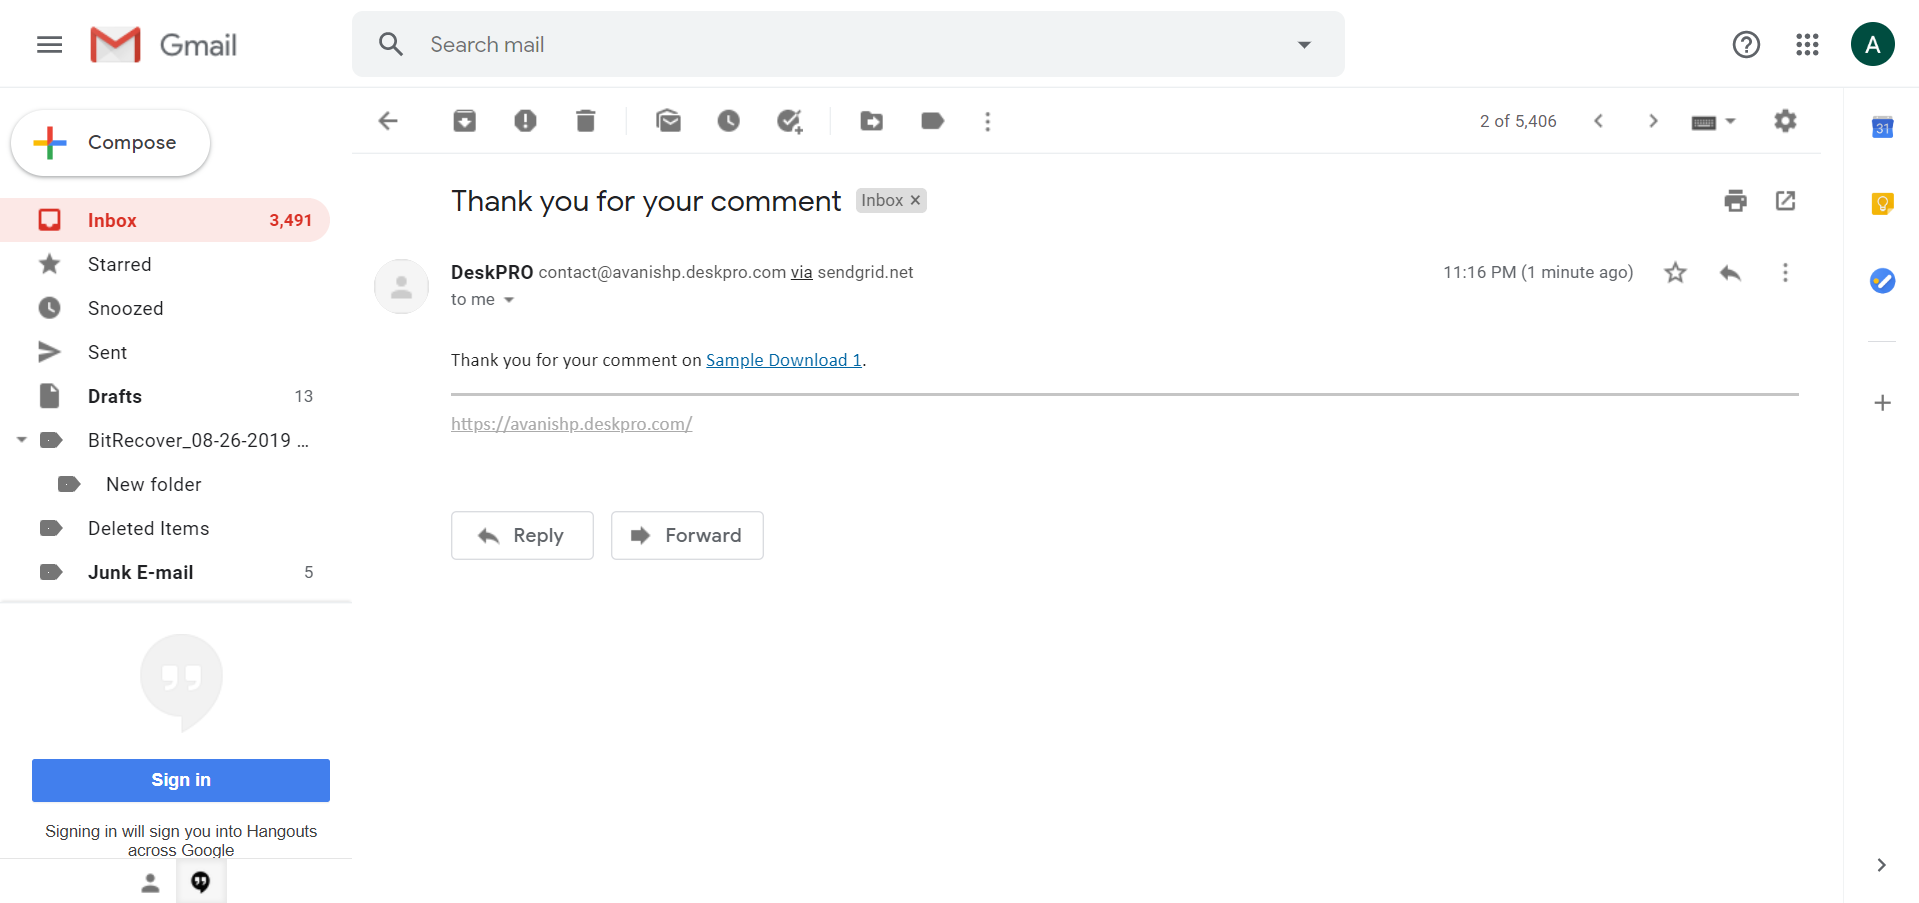 Gmail
Search mail
A
Compose
2 of 5,406
31
Thank you for your comment Inbox ×
Inbox 3,491
DeskPRO contact@avanishp.deskpro.com via sendgrid.net 11:16 PM (1 minute ago)
to me
Starred
Snoozed
Sent
Thank you for your comment on Sample Download 1.
Drafts 13
https://avanishp.deskpro.com/
BitRecover_08-26-2019 ...
New folder
Deleted Items
Reply Forward
Junk E-mail 5
Sign in
Signing in will sign you into Hangouts
across Google